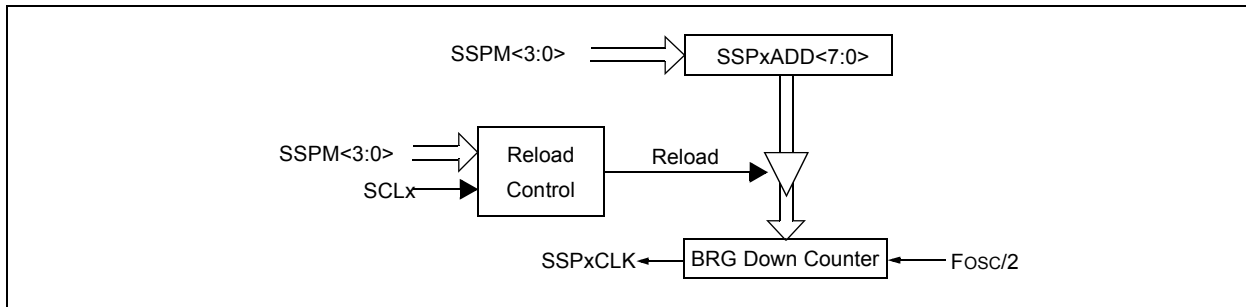 SSPM<3:0>
SSPxADD<7:0>
SSPM<3:0>
Reload
Control
Reload
SCLx
SSPxCLK
BRG Down Counter
FOSC/2